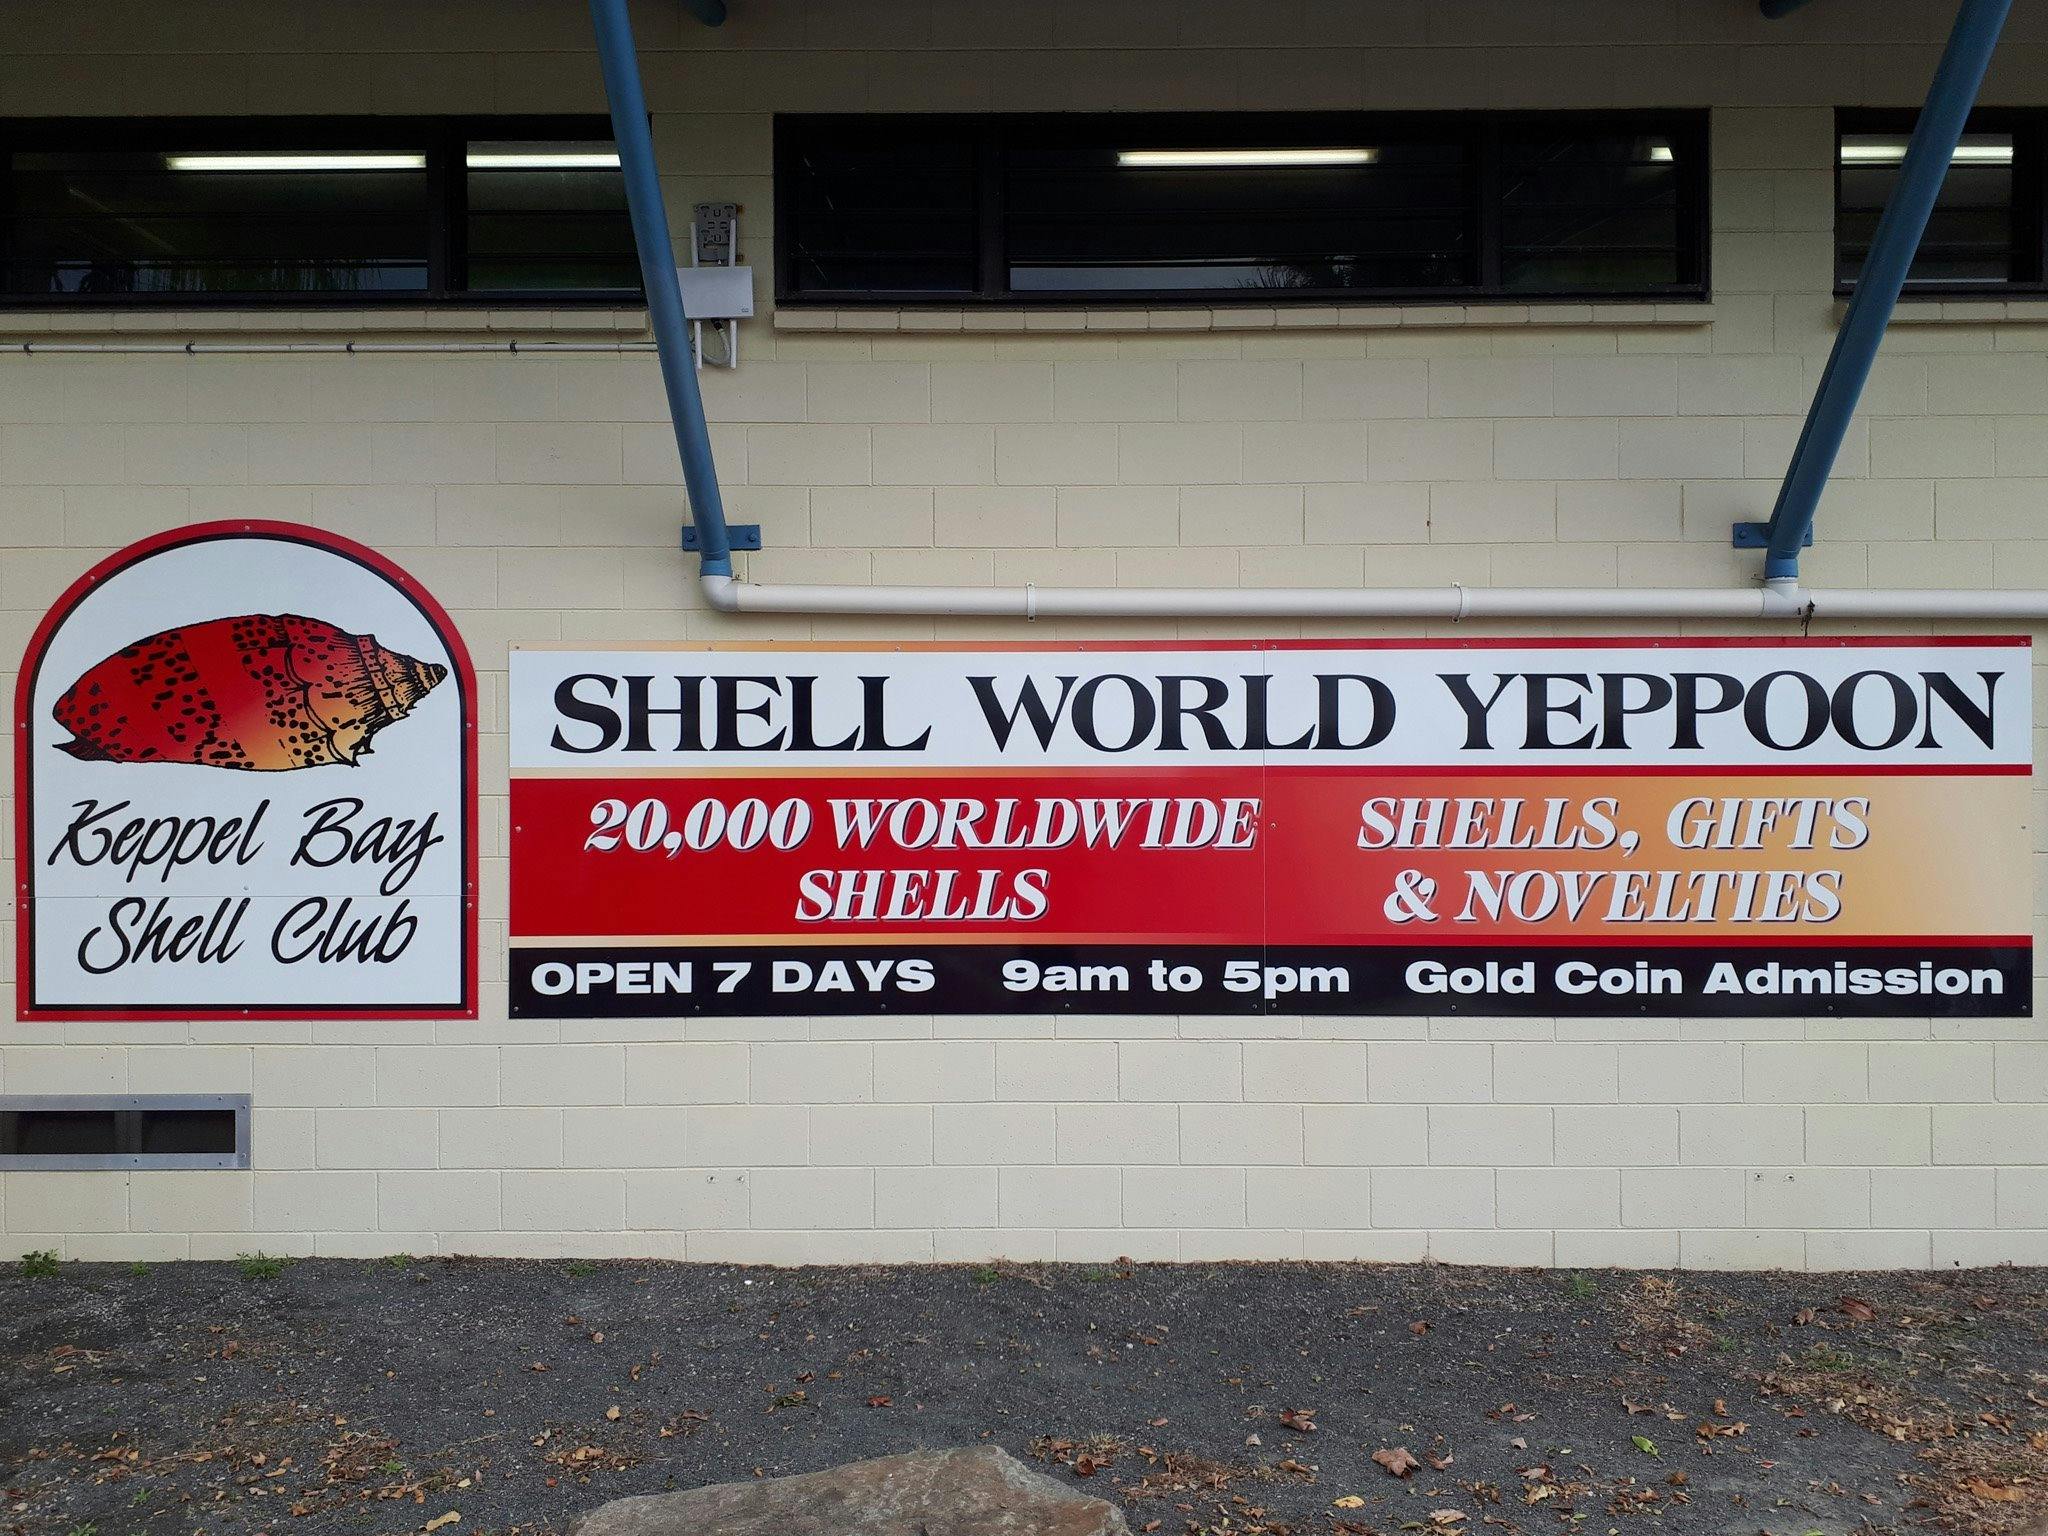 Keppel Bay
Shell Club
SHELL WORLD YEPPOON
20,000 WORLDWIDE
SHELLS
SHELLS, GIFTS
& NOVELTIES
OPEN 7 DAYS 9am to 5pm Gold Coin Admission